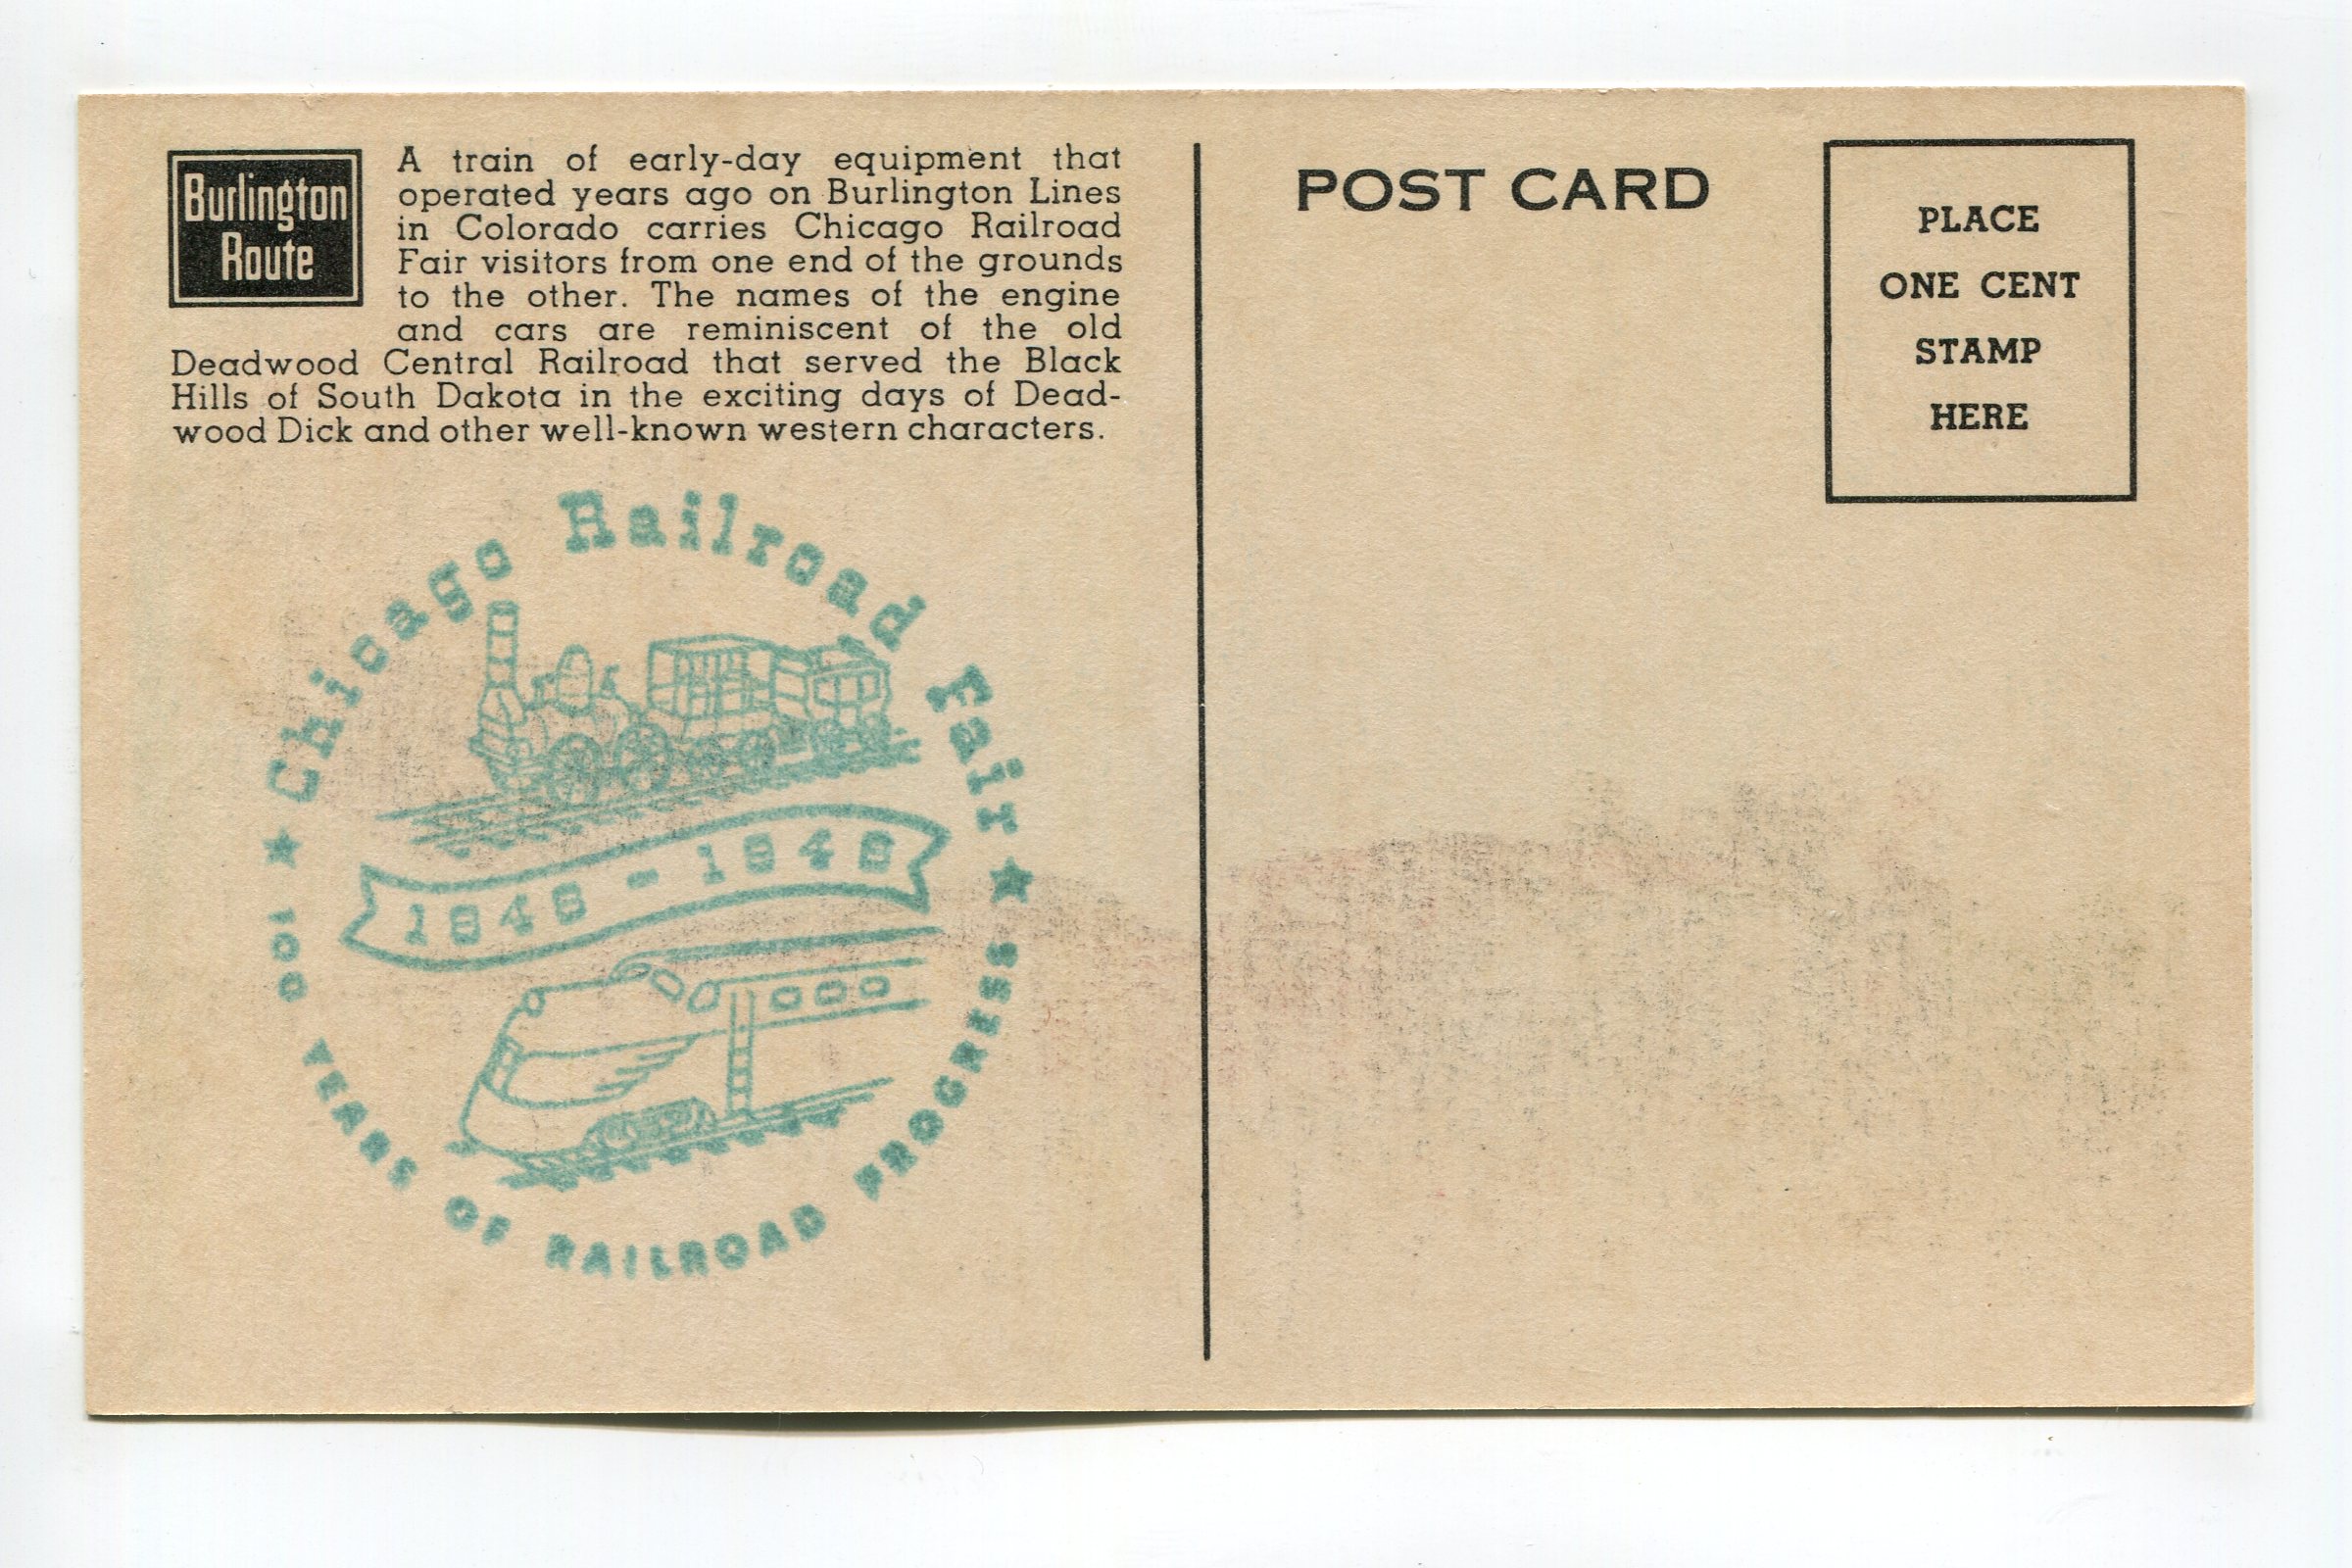 Burlington
Route
A train of early-day equipment that
operated years ago on Burlington Lines
in Colorado carries Chicago Railroad
Fair visitors from one end of the grounds
to the other. The names of the engine
and cars are reminiscent of the old
Deadwood Central Railroad that served the Black
Hills of South Dakota in the exciting days of Dead-
wood Dick and other well-known western characters.
Chicago Railroad Fair
1848 - 1948
100 YEARS OF RAILROAD PROGRESS
POST CARD
PLACE
ONE CENT
STAMP
HERE